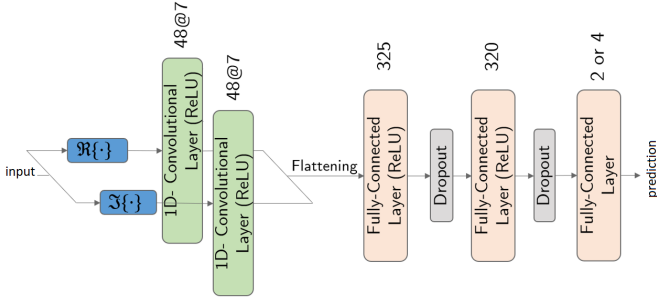 input
ℜ{·}
ℑ{·}
48@7
1D- Convolutional
Layer (ReLU)
48@7
1D- Convolutional
Layer (ReLU)
Flattening
325
Fully-Connected
Layer (ReLU)
Dropout
320
Fully-Connected
Layer (ReLU)
Dropout
2 or 4
Fully-Connected
Layer
prediction